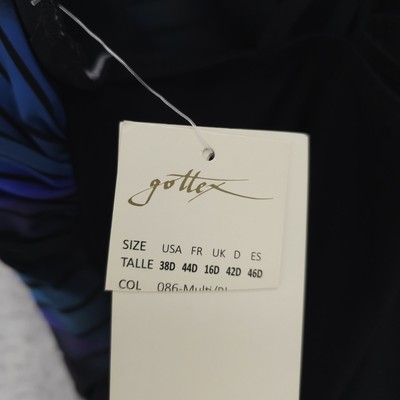 gottex
SIZE USA FR UK D ES
TALLE 38D 44D 16D 42D 46D
COL 086-Multi/